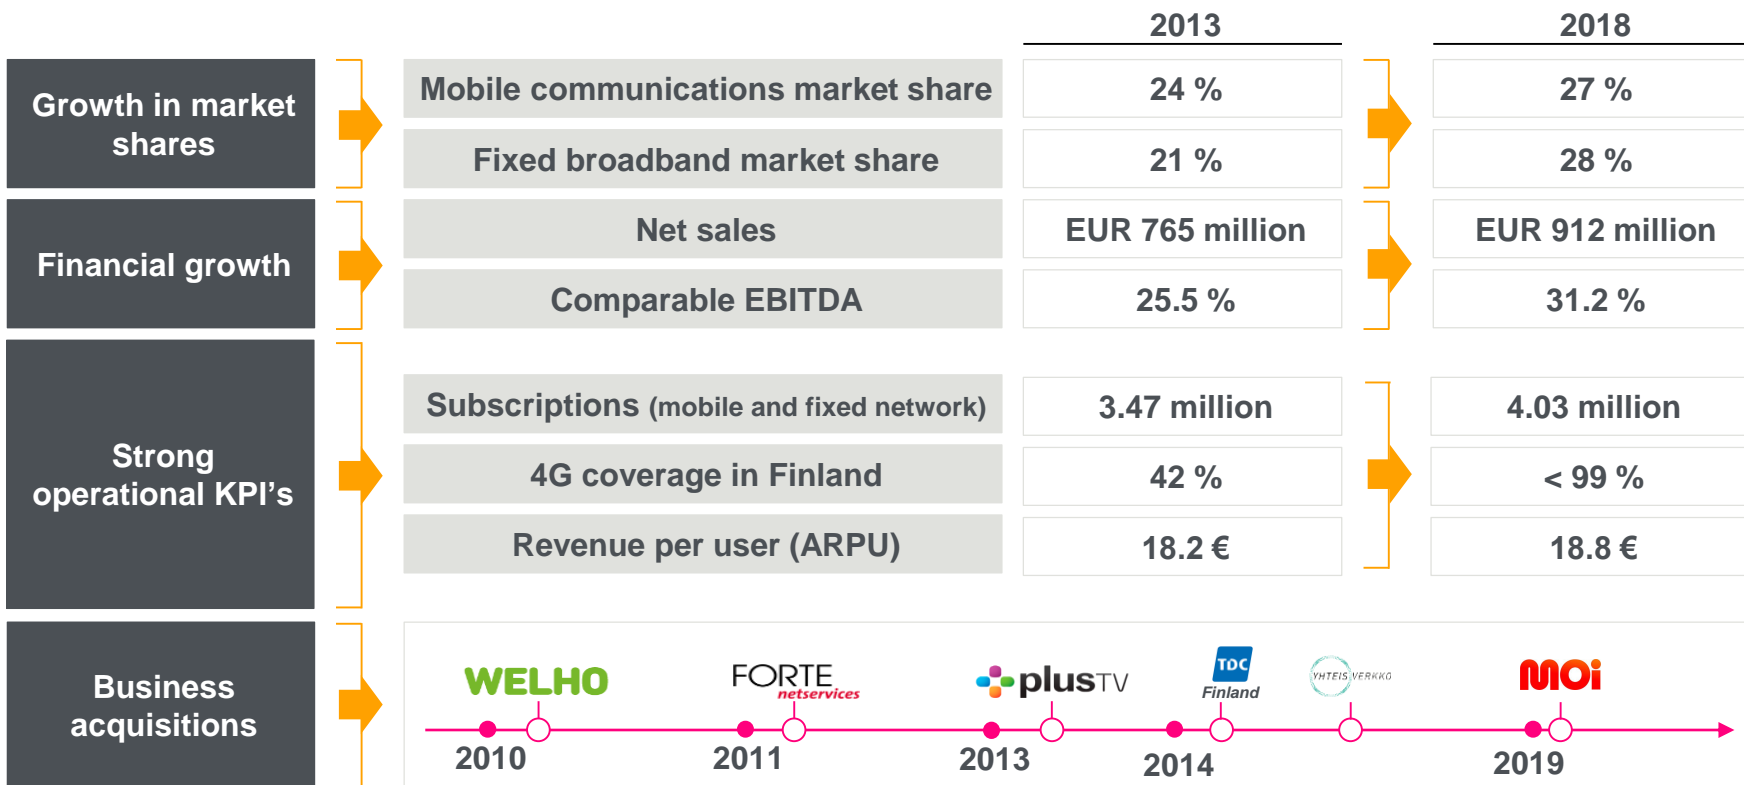 2013 2018
Growth in market
shares
Mobile communications market share 24 % 27 %
Fixed broadband market share 21 % 28 %
Financial growth
Net sales EUR 765 million EUR 912 million
Comparable EBITDA 25.5 % 31.2 %
Strong
operational KPI's
Subscriptions (mobile and fixed network) 3.47 million 4.03 million
4G coverage in Finland 42 % < 99 %
Revenue per user (ARPU) 18.2 € 18.8 €
Business
acquisitions
WELHO
FORTE
netservices
plusTV
TDC
Finland
YHTEISVERKKO
MOi
2010 2011 2013 2014 2019